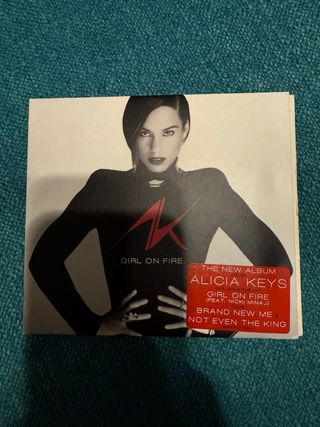 AK
GIRL ON FIRE
THE NEW ALBUM
ALICIA KEYS
GIRL ON FIRE
(FEAT. NICKI MINAJ)
BRAND NEW ME
NOT EVEN THE KING